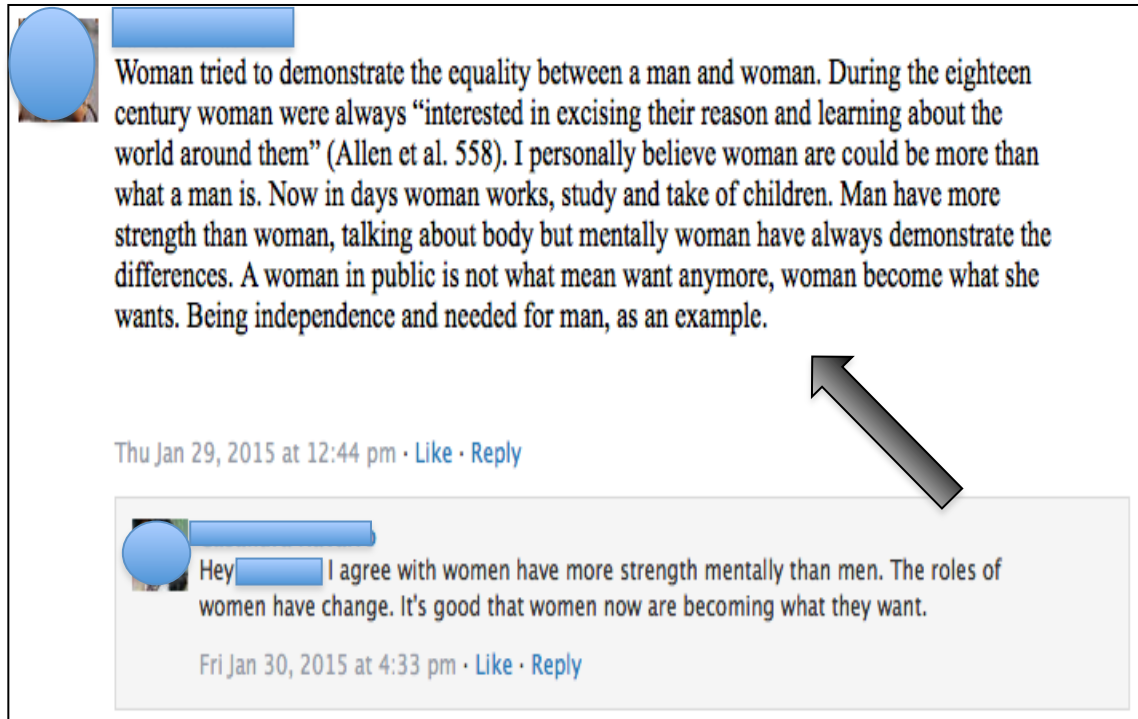 Woman tried to demonstrate the equality between a man and woman. During the eighteen
century woman were always “interested in excising their reason and learning about the
world around them” (Allen et al. 558). I personally believe woman are could be more than
what a man is. Now in days woman works, study and take of children. Man have more
strength than woman, talking about body but mentally woman have always demonstrate the
differences. A woman in public is not what mean want anymore, woman become what she
wants. Being independence and needed for man, as an example.
Thu Jan 29, 2015 at 12:44 pm · Like · Reply
Hey I agree with women have more strength mentally than men. The roles of
women have change. It's good that women now are becoming what they want.
Fri Jan 30, 2015 at 4:33 pm · Like · Reply